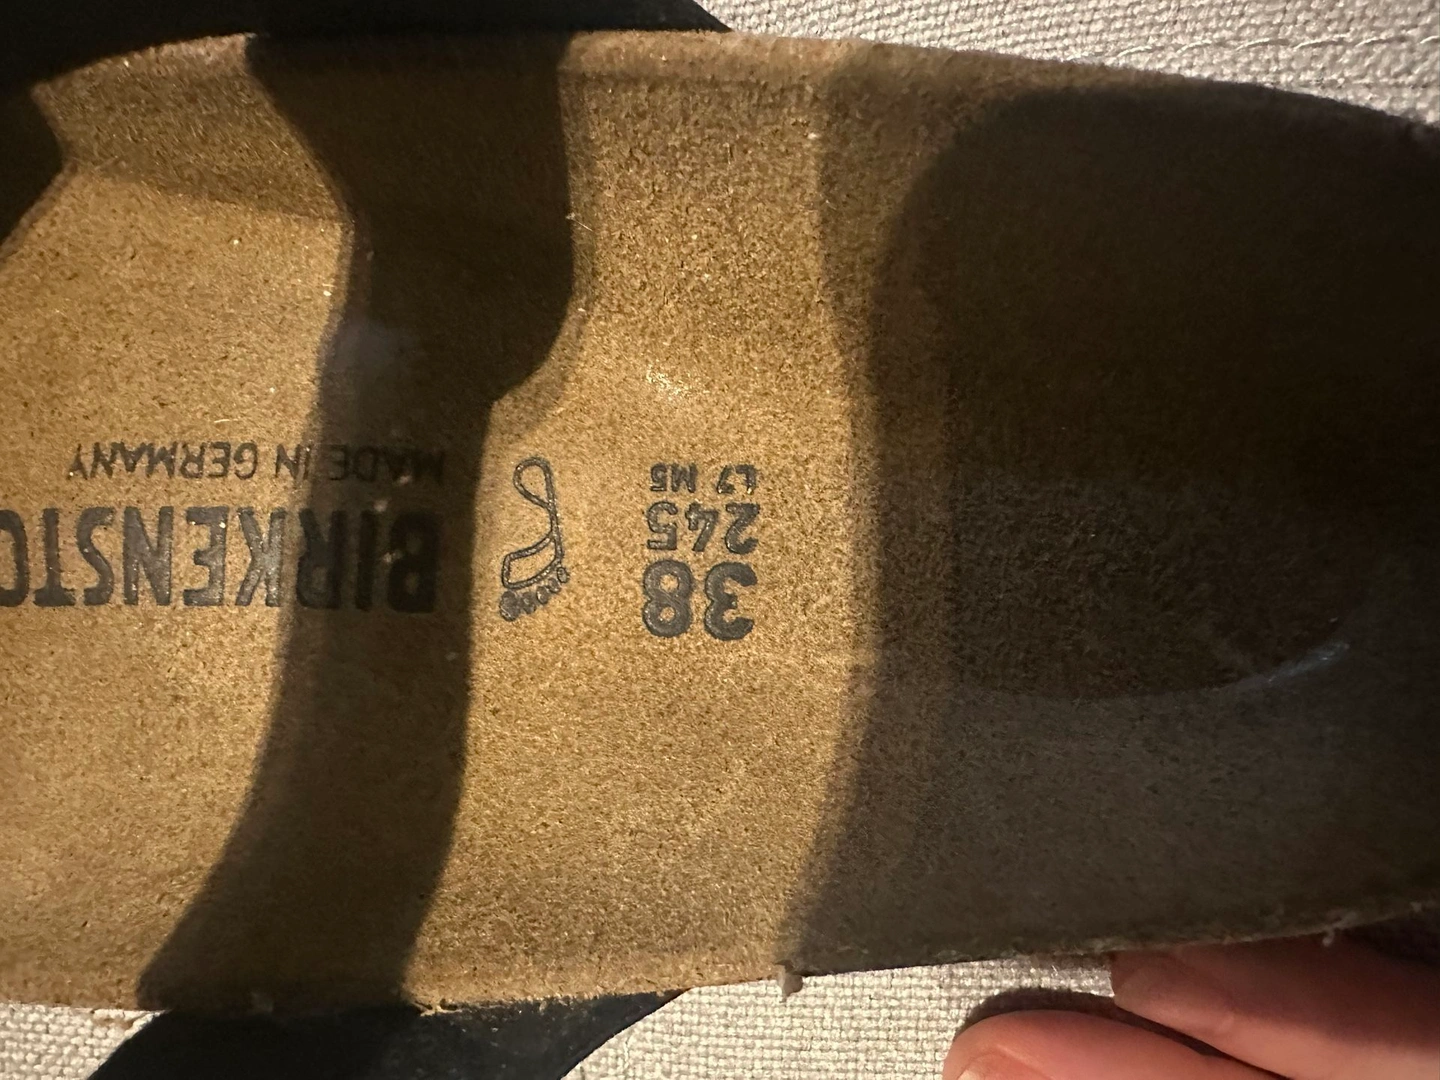 BIRKENSTO
MADE IN GERMANY
38
245
L7 M5